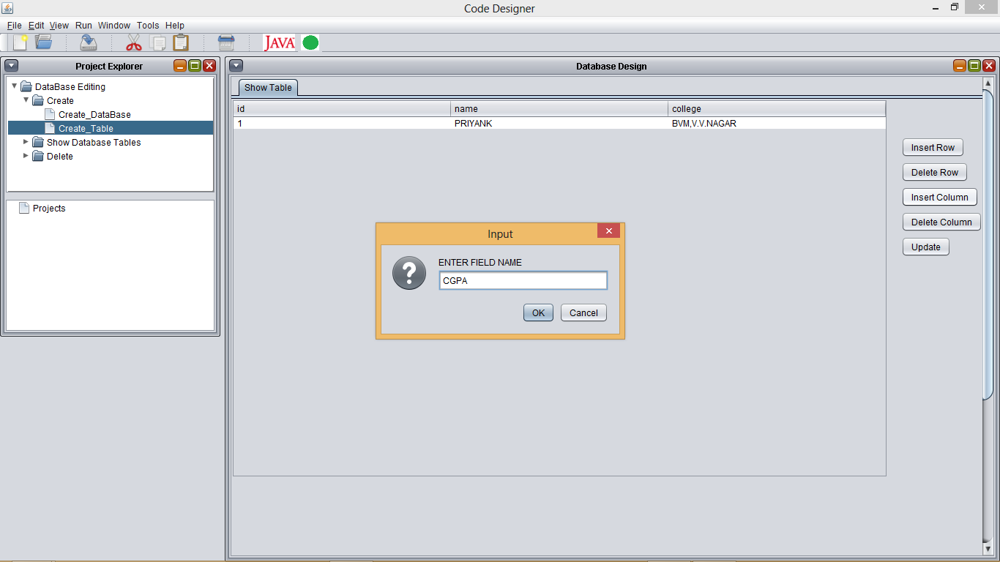 Code Designer
File Edit View Run Window Tools Help
JAVA
Project Explorer
DataBase Editing
Create
Create_DataBase
Create_Table
Show Database Tables
Delete
Projects
Database Design
Show Table
id name college
1 PRIYANK BVM,V.V.NAGAR
Insert Row
Delete Row
Insert Column
Delete Column
Update
Input
ENTER FIELD NAME
?
CGPA
OK Cancel